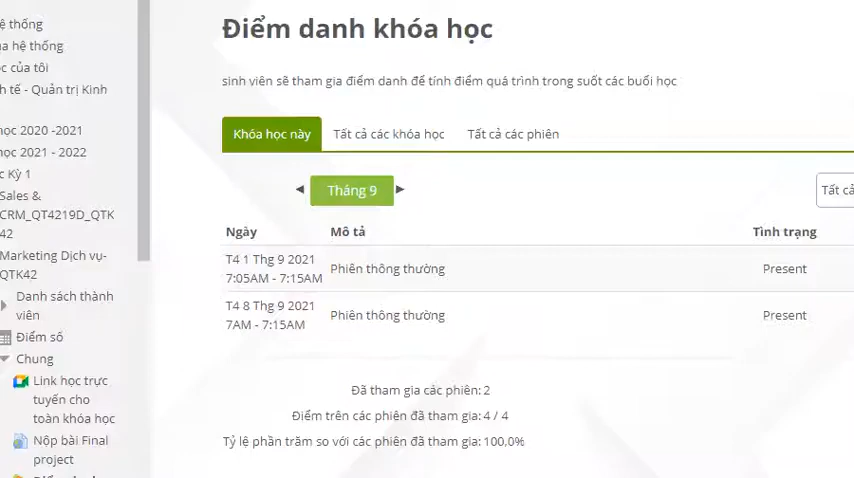 ệ thống
ua hệ thống
ọc của tôi
h tế - Quản trị Kinh
học 2020 -2021
học 2021 - 2022
c Kỳ 1
Sales &
CRM_QT4219D_QTK
42
Marketing Dịch vụ-
QTK42
Danh sách thành
viên
Điểm số
Chung
Link học trực
tuyến cho
toàn khóa học
Nộp bài Final
project
Điểm danh khóa học
sinh viên sẽ tham gia điểm danh để tính điểm quá trình trong suốt các buổi học
Khóa học này Tất cả các khóa học Tất cả các phiên
◄ Tháng 9 ► Tất cả
Ngày Mô tả Tình trạng
T4 1 Thg 9 2021
7:05AM - 7:15AM Phiên thông thường Present
T4 8 Thg 9 2021
7AM - 7:15AM Phiên thông thường Present
Đã tham gia các phiên: 2
Điểm trên các phiên đã tham gia: 4 / 4
Tỷ lệ phần trăm so với các phiên đã tham gia: 100,0%